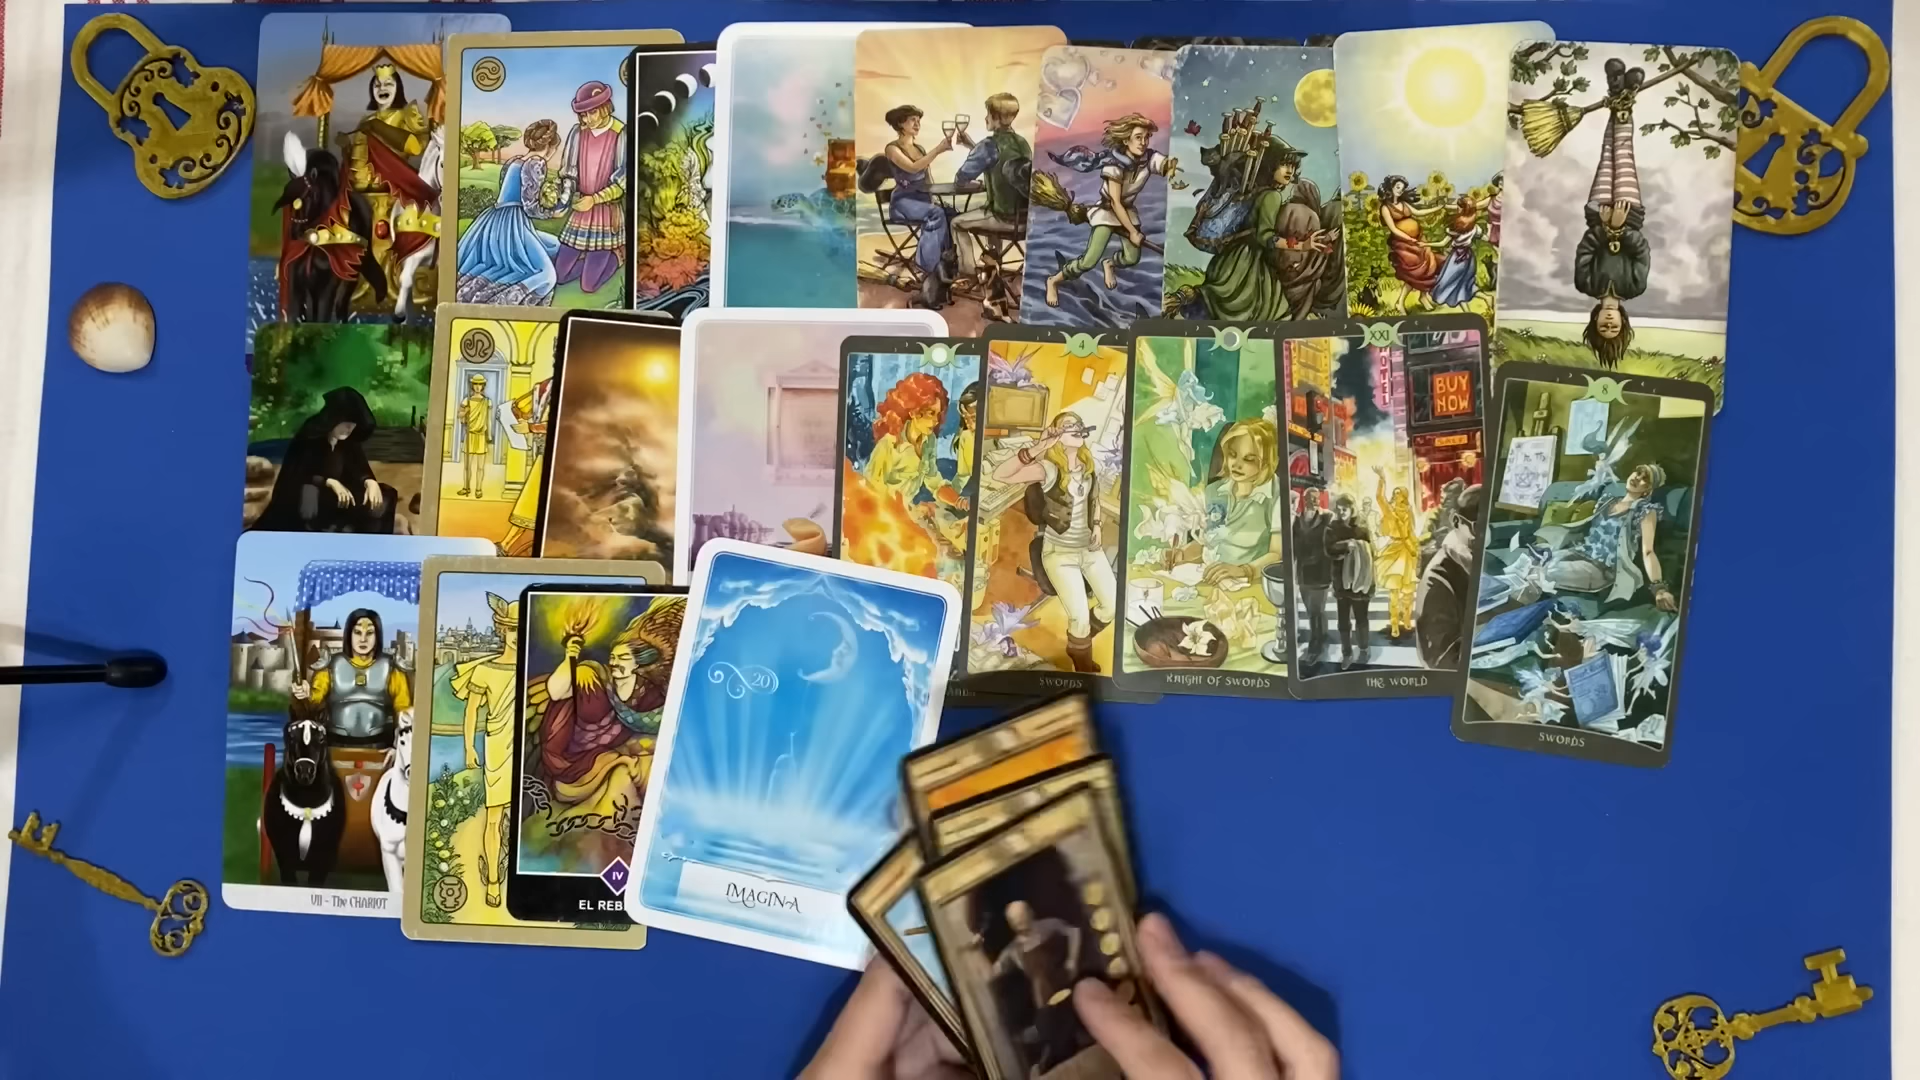 BUY
NOW
4
XXI
8
SWORDS
KNIGHT OF SWORDS
THE WORLD
SWORDS
20
VII - The CHARIOT
IV
EL REB
IMAGINA